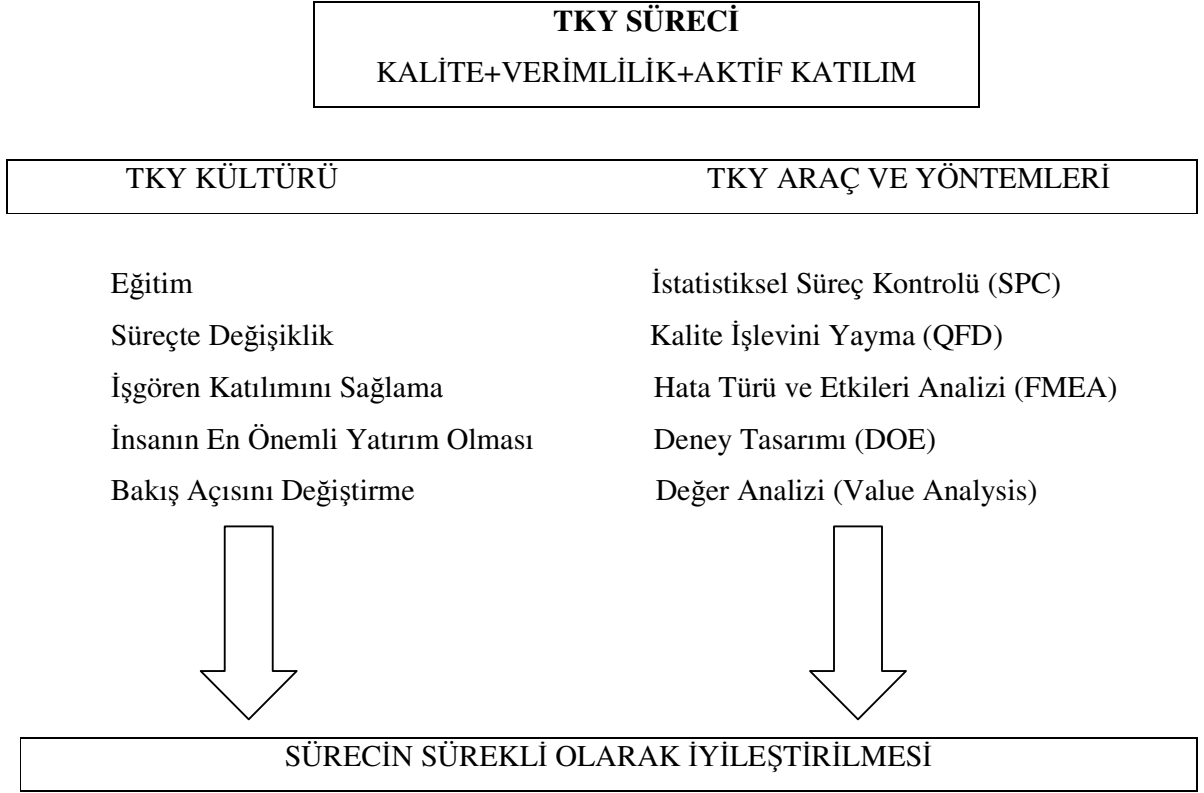 TKY SÜRECİ
KALİTE+VERİMLİLİK+AKTİF KATILIM
TKY KÜLTÜRÜ TKY ARAÇ VE YÖNTEMLERİ
Eğitim İstatistiksel Süreç Kontrolü (SPC)
Süreçte Değişiklik Kalite İşlevini Yayma (QFD)
İşgören Katılımını Sağlama Hata Türü ve Etkileri Analizi (FMEA)
İnsanın En Önemli Yatırım Olması Deney Tasarımı (DOE)
Bakış Açısını Değiştirme Değer Analizi (Value Analysis)
SÜRECİN SÜREKLİ OLARAK İYİLEŞTİRİLMESİ